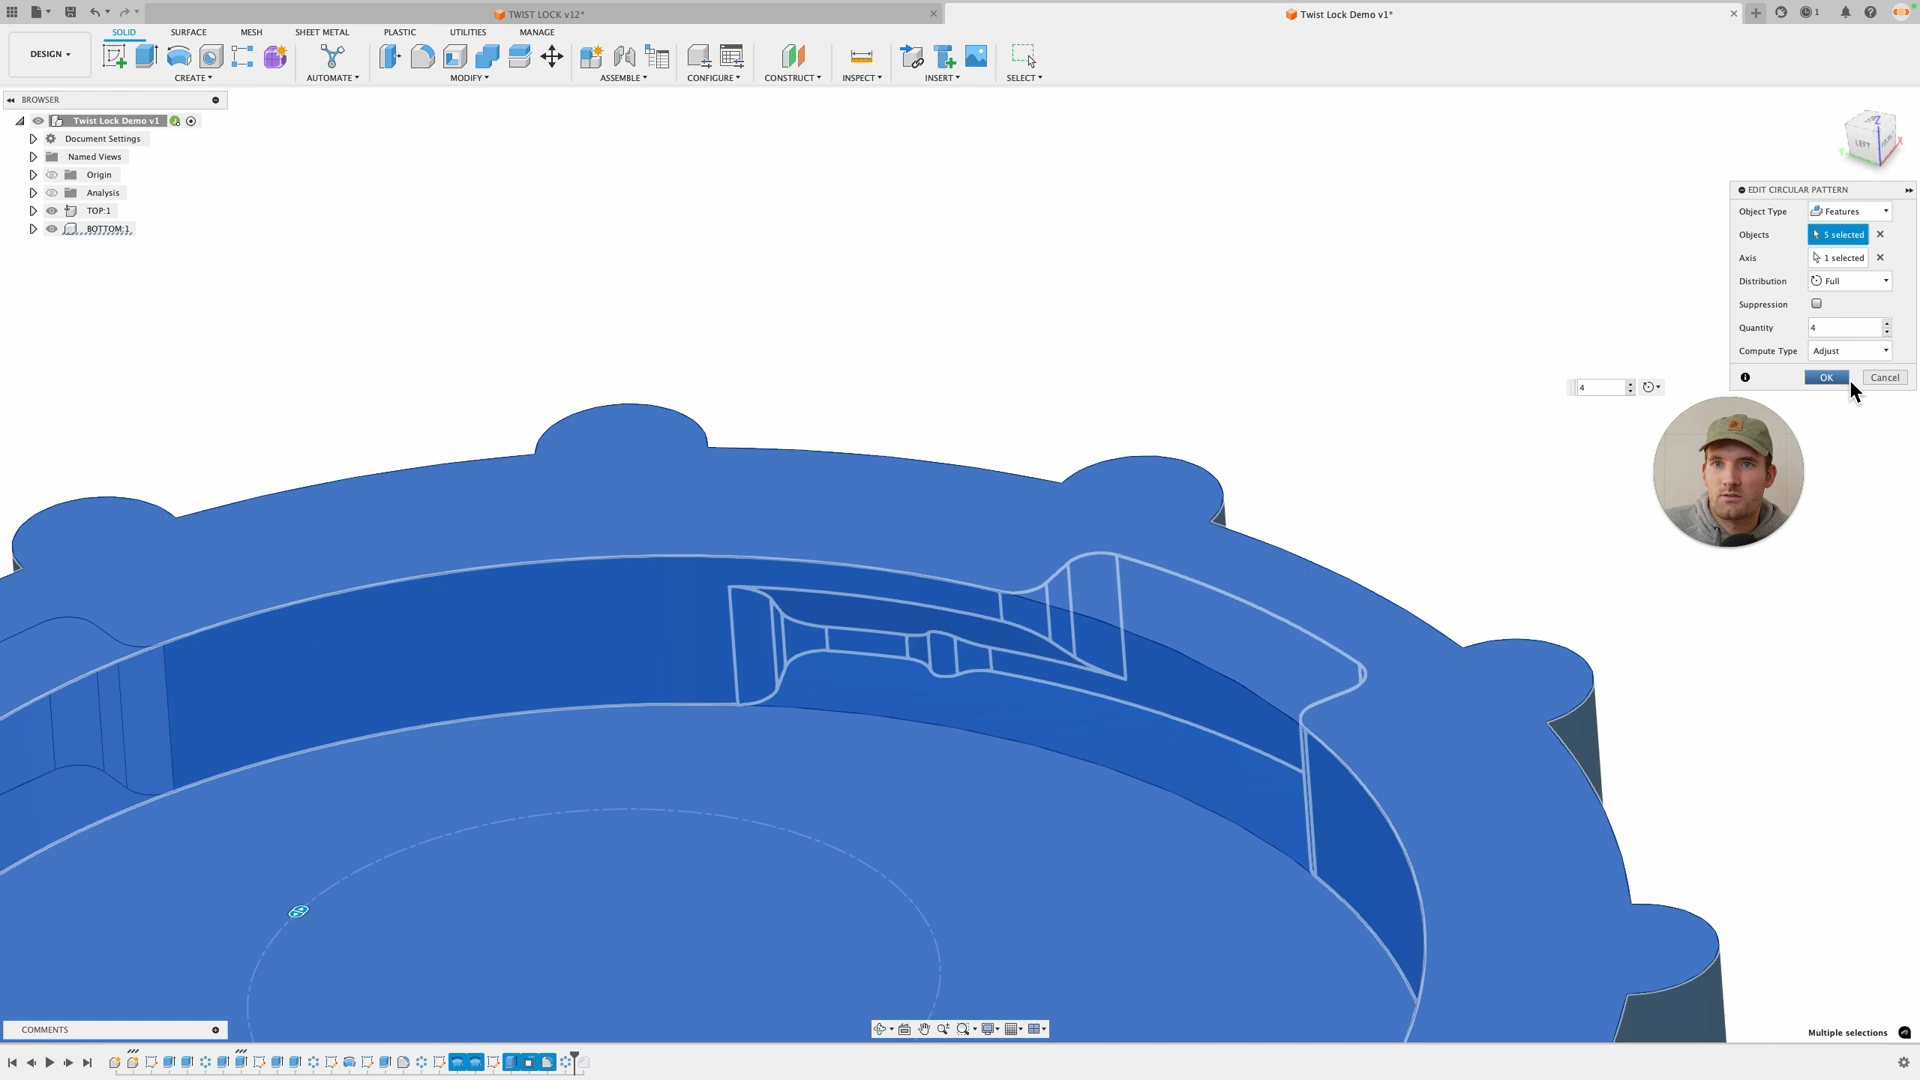 TWIST LOCK v12*
Twist Lock Demo v1*
1
DESIGN
SOLID
SURFACE
MESH
SHEET METAL
PLASTIC
UTILITIES
MANAGE
CREATE
AUTOMATE
MODIFY
ASSEMBLE
CONFIGURE
CONSTRUCT
INSPECT
INSERT
SELECT
BROWSER
Twist Lock Demo v1
Document Settings
Named Views
Origin
Analysis
TOP:1
BOTTOM:1
Z
LEFT
X
EDIT CIRCULAR PATTERN
Object Type
Features
Objects
5 selected
Axis
1 selected
Distribution
Full
Suppression
Quantity
4
Compute Type
Adjust
OK
Cancel
4
COMMENTS
Multiple selections